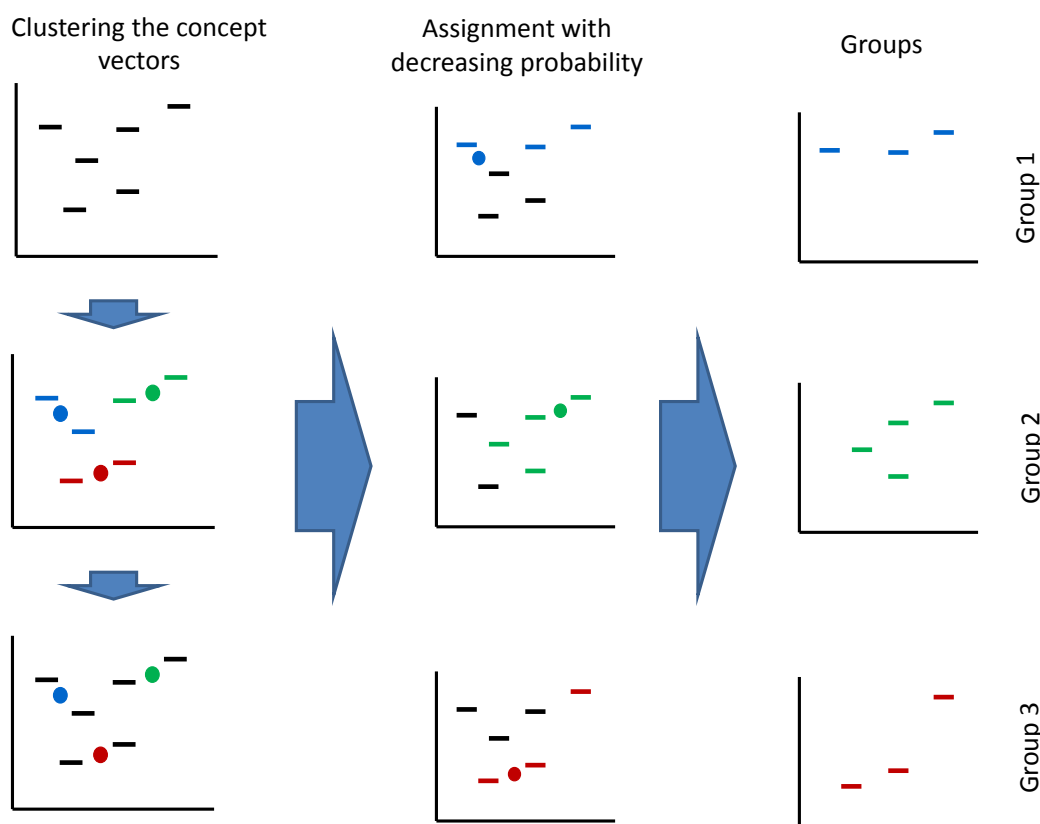 Clustering the concept
vectors
Assignment with
decreasing probability
Groups
Group 1
Group 2
Group 3